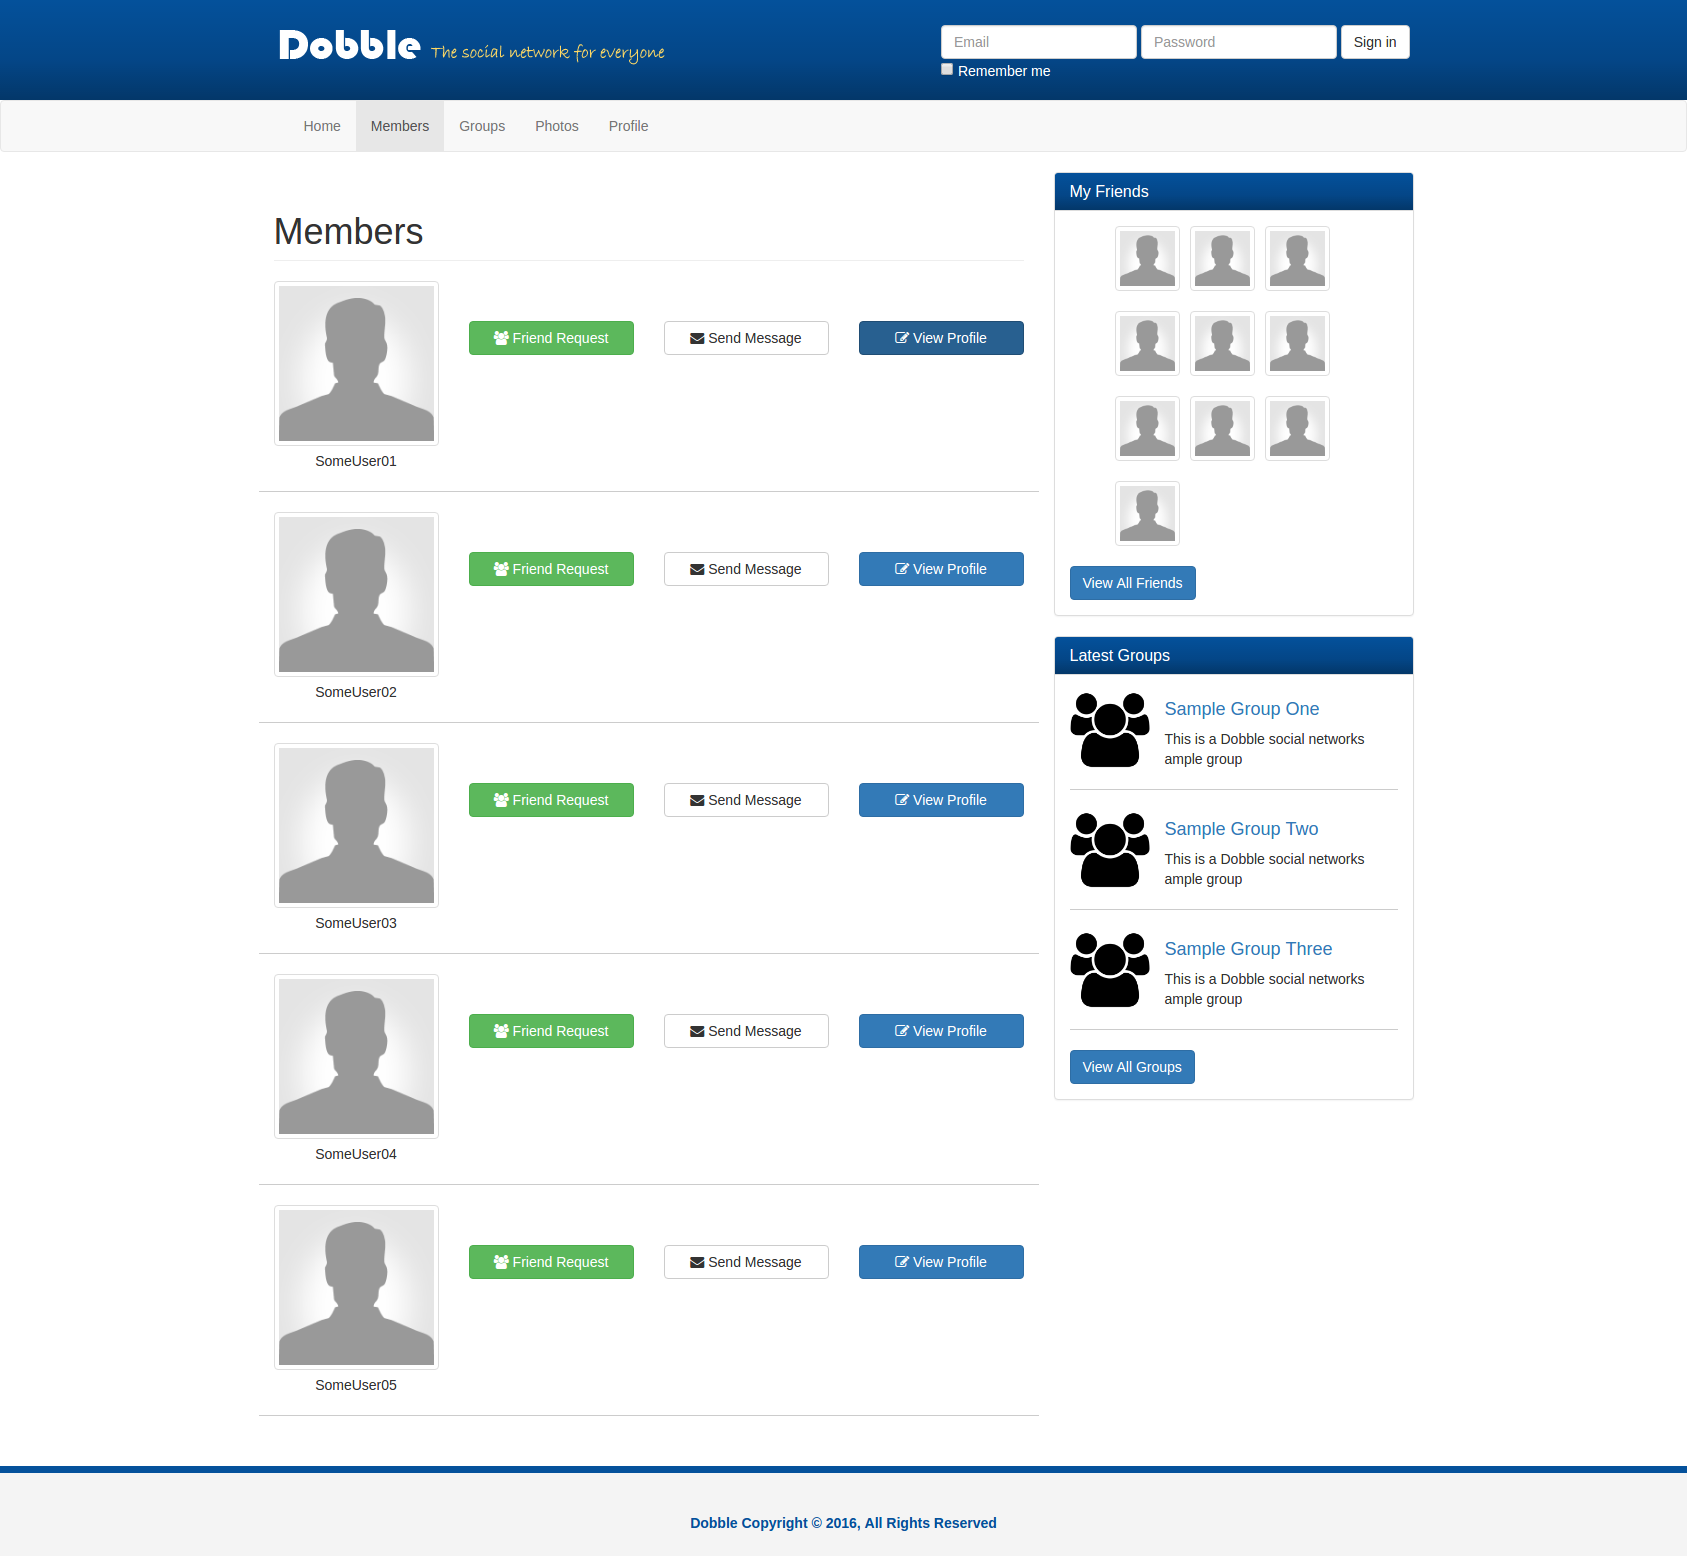 Dobble The social network for everyone
Email
Password
Sign in
Remember me
Home
Members
Groups
Photos
Profile
Members
Friend Request
Send Message
View Profile
SomeUser01
Friend Request
Send Message
View Profile
SomeUser02
Friend Request
Send Message
View Profile
SomeUser03
Friend Request
Send Message
View Profile
SomeUser04
Friend Request
Send Message
View Profile
SomeUser05
My Friends
View All Friends
Latest Groups
Sample Group One
This is a Dobble social networks
ample group
Sample Group Two
This is a Dobble social networks
ample group
Sample Group Three
This is a Dobble social networks
ample group
View All Groups
Dobble Copyright © 2016, All Rights Reserved